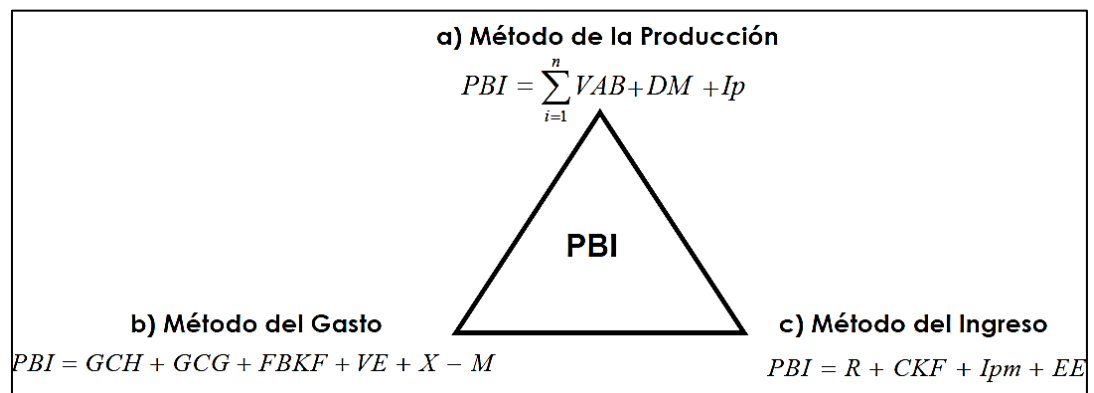 a) Método de la Producción
$PBI = \sum_{i=1}^{n} VAB + DM + Ip$
PBI
b) Método del Gasto
c) Método del Ingreso
$PBI = GCH + GCG + FBKF + VE + X - M$
$PBI = R + CKF + Ipm + EE$